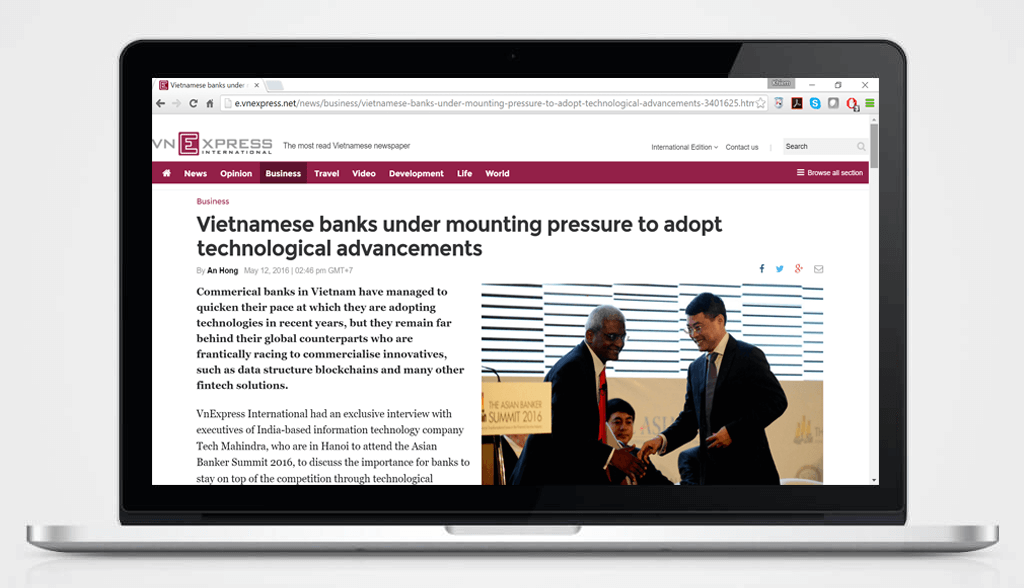 Vietnamese banks under
Khiem
e.vnexpress.net/news/business/vietnamese-banks-under-mounting-pressure-to-adopt-technological-advancements-3401625.htm
VNEXPRESS
INTERNATIONAL
The most read Vietnamese newspaper
International Edition
Contact us
Search
News Opinion Business Travel Video Development Life World
Browse all section
Business
Vietnamese banks under mounting pressure to adopt
technological advancements
By An Hong May 12, 2016 | 02:46 pm GMT+7
Commerical banks in Vietnam have managed to
quicken their pace at which they are adopting
technologies in recent years, but they remain far
behind their global counterparts who are
frantically racing to commercialise innovatives,
such as data structure blockchains and many other
fintech solutions.
VnExpress International had an exclusive interview with
executives of India-based information technology company
Tech Mahindra, who are in Hanoi to attend the Asian
Banker Summit 2016, to discuss the importance for banks to
stay on top of the competition through technological
THE ASIAN BANKER
SUMMIT 2016